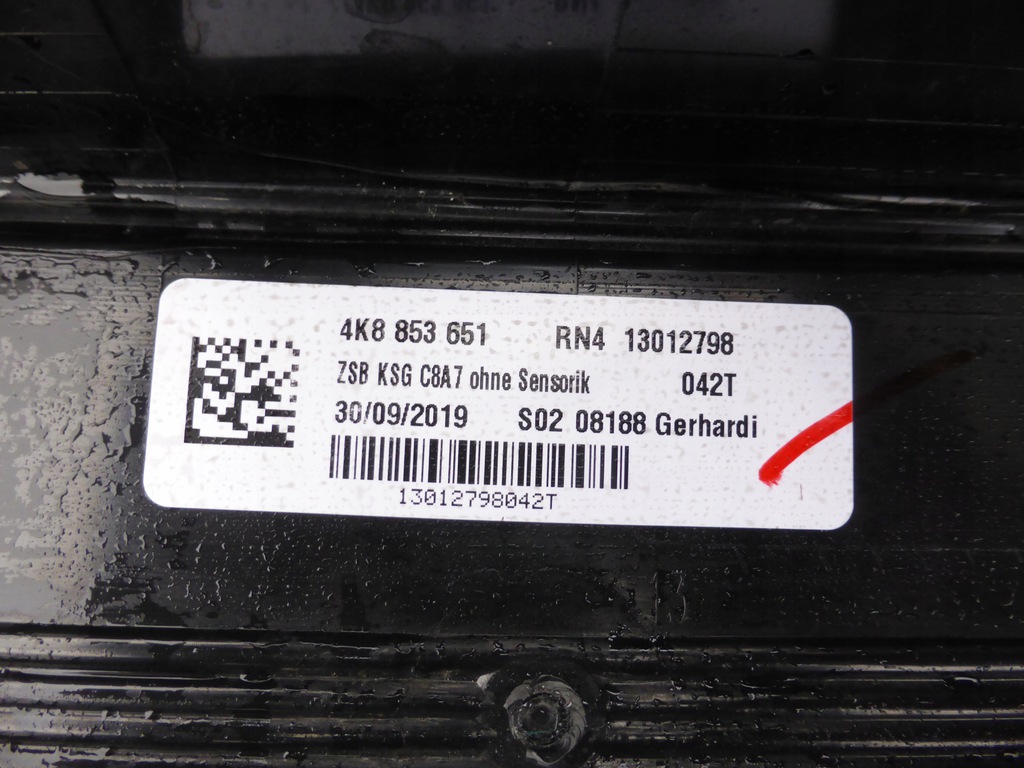 4K8 853 651 RN4 13012798
ZSB KSG C8A7 ohne Sensorik 042T
30/09/2019 S02 08188 Gerhardi
13012798042T